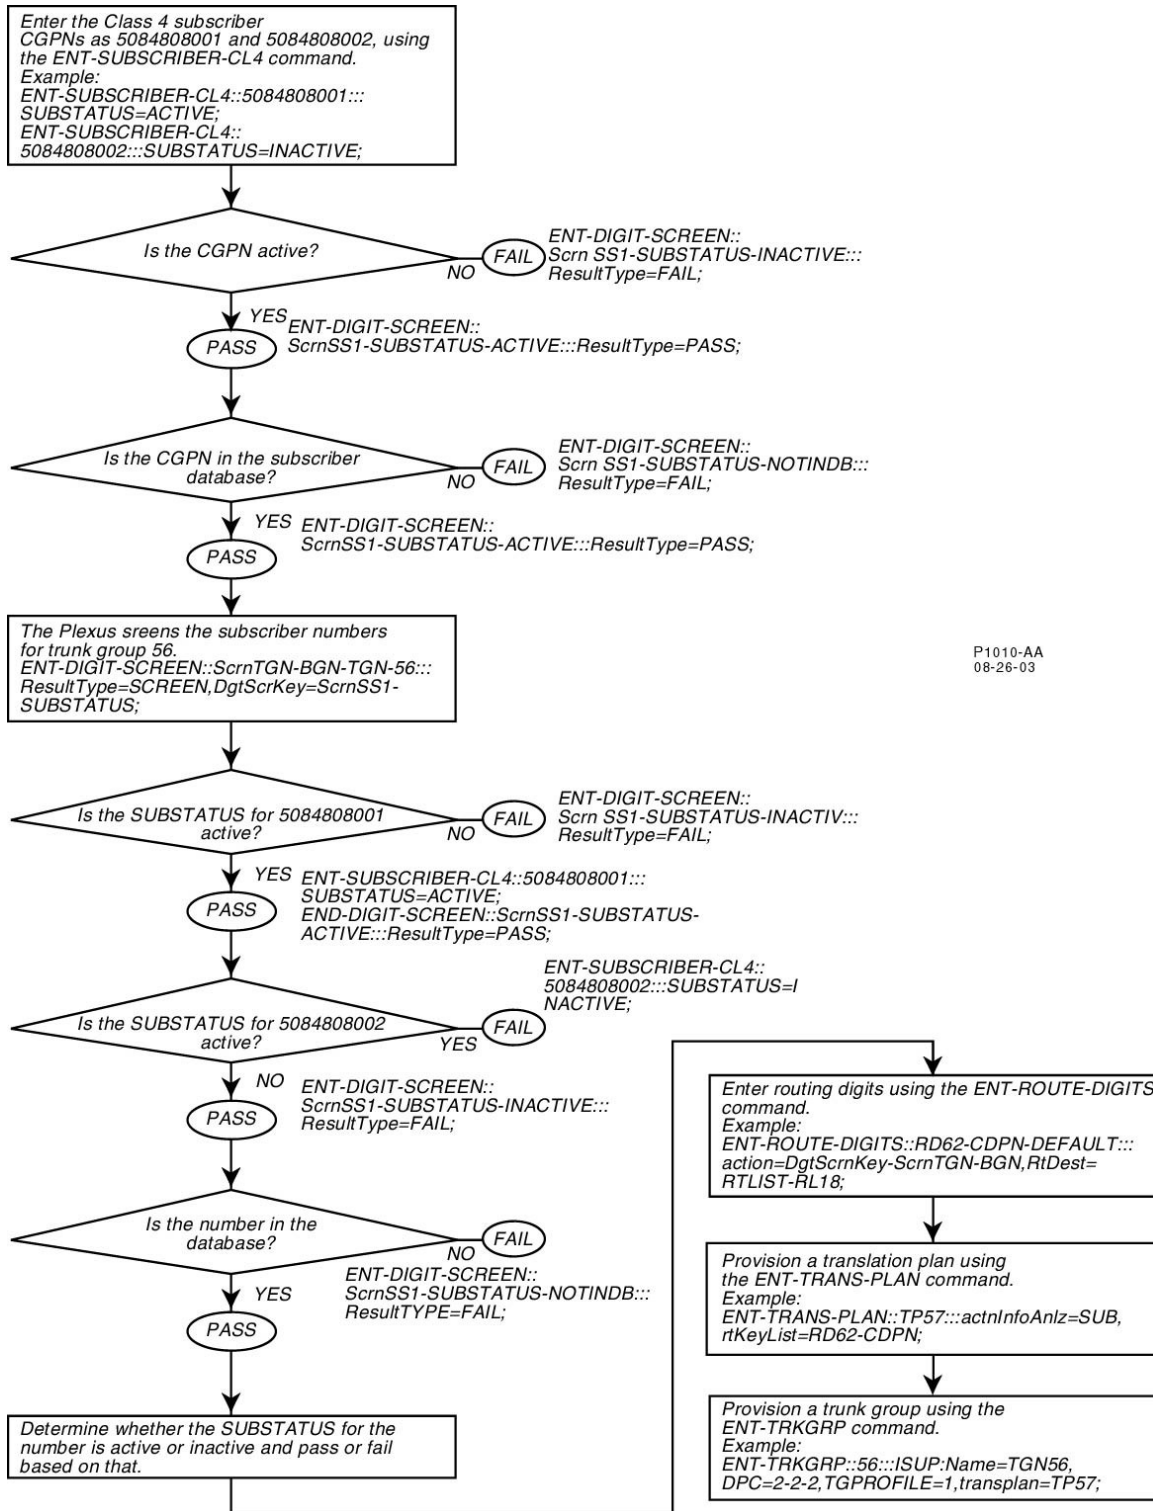 Enter the Class 4 subscriber
CGPNs as 5084808001 and 5084808002, using
the ENT-SUBSCRIBER-CL4 command.
Example:
ENT-SUBSCRIBER-CL4::5084808001:::
SUBSTATUS=ACTIVE;
ENT-SUBSCRIBER-CL4::
5084808002:::SUBSTATUS=INACTIVE;
Is the CGPN active?
NO
FAIL
ENT-DIGIT-SCREEN::
Scrn SS1-SUBSTATUS-INACTIVE:::
ResultType=FAIL;
YES
PASS
ENT-DIGIT-SCREEN::
ScrnSS1-SUBSTATUS-ACTIVE:::ResultType=PASS;
Is the CGPN in the subscriber
database?
NO
FAIL
ENT-DIGIT-SCREEN::
Scrn SS1-SUBSTATUS-NOTINDB:::
ResultType=FAIL;
YES
PASS
ENT-DIGIT-SCREEN::
ScrnSS1-SUBSTATUS-ACTIVE:::ResultType=PASS;
The Plexus sreens the subscriber numbers
for trunk group 56.
ENT-DIGIT-SCREEN::ScrnTGN-BGN-TGN-56:::
ResultType=SCREEN,DgtScrKey=ScrnSS1-
SUBSTATUS;
P1010-AA
08-26-03
Is the SUBSTATUS for 5084808001
active?
NO
FAIL
ENT-DIGIT-SCREEN::
Scrn SS1-SUBSTATUS-INACTIV:::
ResultType=FAIL;
YES
PASS
ENT-SUBSCRIBER-CL4::5084808001:::
SUBSTATUS=ACTIVE;
END-DIGIT-SCREEN::ScrnSS1-SUBSTATUS-
ACTIVE:::ResultType=PASS;
Is the SUBSTATUS for 5084808002
active?
YES
FAIL
ENT-SUBSCRIBER-CL4::
5084808002:::SUBSTATUS=I
NACTIVE;
NO
PASS
ENT-DIGIT-SCREEN::
ScrnSS1-SUBSTATUS-INACTIVE:::
ResultType=FAIL;
Is the number in the
database?
NO
FAIL
ENT-DIGIT-SCREEN::
ScrnSS1-SUBSTATUS-NOTINDB:::
ResultTYPE=FAIL;
YES
PASS
Determine whether the SUBSTATUS for the
number is active or inactive and pass or fail
based on that.
Enter routing digits using the ENT-ROUTE-DIGITS
command.
Example:
ENT-ROUTE-DIGITS::RD62-CDPN-DEFAULT:::
action=DgtScrnKey-ScrnTGN-BGN,RtDest=
RTLIST-RL18;
Provision a translation plan using
the ENT-TRANS-PLAN command.
Example:
ENT-TRANS-PLAN::TP57:::actnInfoAnlz=SUB,
rtKeyList=RD62-CDPN;
Provision a trunk group using the
ENT-TRKGRP command.
Example:
ENT-TRKGRP::56:::ISUP:Name=TGN56,
DPC=2-2-2,TGPROFILE=1,transplan=TP57;